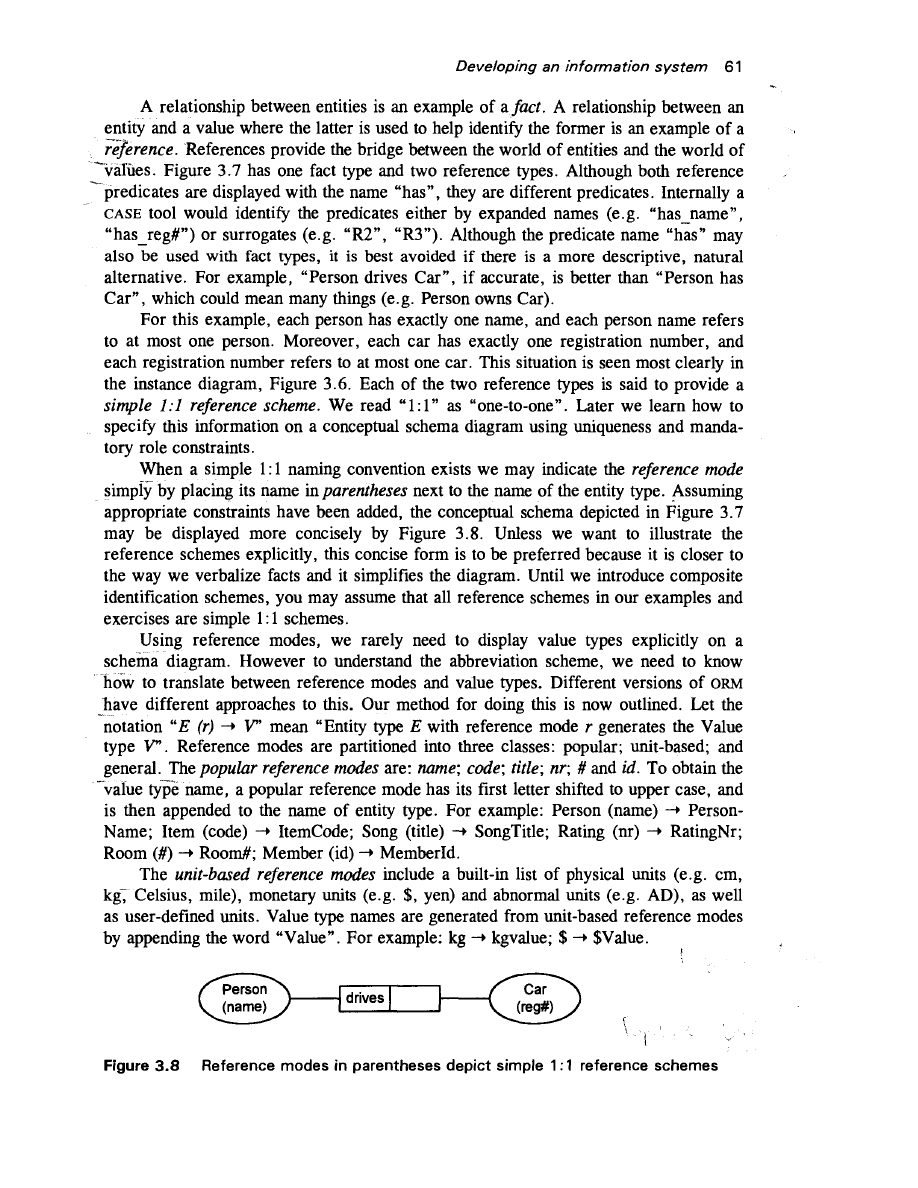 Developing an information system 61
A relationship between entities is an example of a fact. A relationship between an
entity and a value where the latter is used to help identify the former is an example of a
reference. References provide the bridge between the world of entities and the world of
values. Figure 3.7 has one fact type and two reference types. Although both reference
predicates are displayed with the name “has”, they are different predicates. Internally a
CASE tool would identify the predicates either by expanded names (e.g. “has_name”,
“has_reg#”) or surrogates (e.g. “R2”, “R3”). Although the predicate name “has” may
also be used with fact types, it is best avoided if there is a more descriptive, natural
alternative. For example, “Person drives Car”, if accurate, is better than “Person has
Car”, which could mean many things (e.g. Person owns Car).
For this example, each person has exactly one name, and each person name refers
to at most one person. Moreover, each car has exactly one registration number, and
each registration number refers to at most one car. This situation is seen most clearly in
the instance diagram, Figure 3.6. Each of the two reference types is said to provide a
simple 1:1 reference scheme. We read “1:1” as “one-to-one”. Later we learn how to
specify this information on a conceptual schema diagram using uniqueness and manda-
tory role constraints.
When a simple 1:1 naming convention exists we may indicate the reference mode
simply by placing its name in parentheses next to the name of the entity type. Assuming
appropriate constraints have been added, the conceptual schema depicted in Figure 3.7
may be displayed more concisely by Figure 3.8. Unless we want to illustrate the
reference schemes explicitly, this concise form is to be preferred because it is closer to
the way we verbalize facts and it simplifies the diagram. Until we introduce composite
identification schemes, you may assume that all reference schemes in our examples and
exercises are simple 1:1 schemes.
Using reference modes, we rarely need to display value types explicitly on a
schema diagram. However to understand the abbreviation scheme, we need to know
how to translate between reference modes and value types. Different versions of ORM
have different approaches to this. Our method for doing this is now outlined. Let the
notation “E (r) → V” mean “Entity type E with reference mode r generates the Value
type V”. Reference modes are partitioned into three classes: popular; unit-based; and
general. The popular reference modes are: name; code; title; nr; # and id. To obtain the
value type name, a popular reference mode has its first letter shifted to upper case, and
is then appended to the name of entity type. For example: Person (name) → Person-
Name; Item (code) → ItemCode; Song (title) → SongTitle; Rating (nr) → RatingNr;
Room (#) → Room#; Member (id) → MemberId.
The unit-based reference modes include a built-in list of physical units (e.g. cm,
kg, Celsius, mile), monetary units (e.g. $, yen) and abnormal units (e.g. AD), as well
as user-defined units. Value type names are generated from unit-based reference modes
by appending the word “Value”. For example: kg → kgvalue; $ → $Value.
Person
(name)
drives
Car
(reg#)
Figure 3.8 Reference modes in parentheses depict simple 1:1 reference schemes